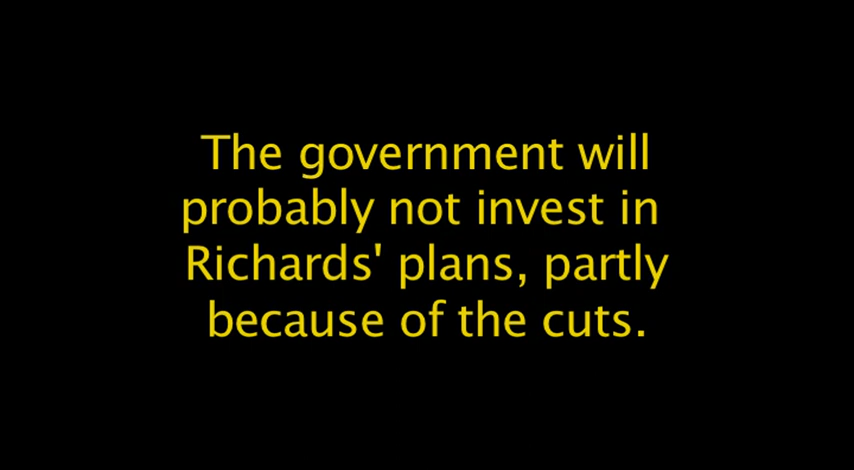 The government will
probably not invest in
Richards' plans, partly
because of the cuts.